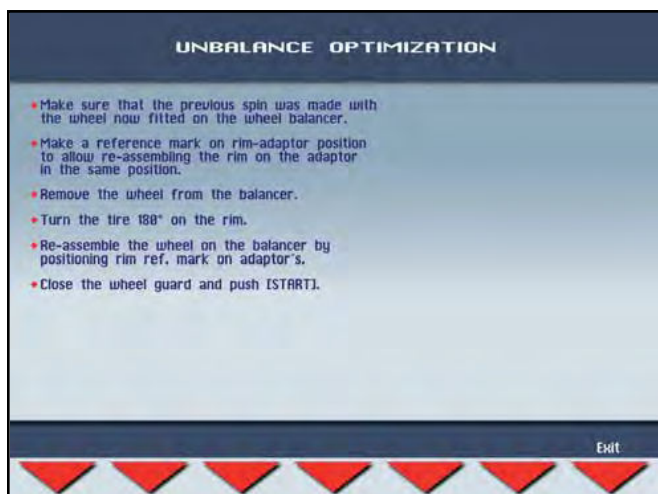 UNBALANCE OPTIMIZATION
Make sure that the previous spin was made with
the wheel now fitted on the wheel balancer.
Make a reference mark on rim-adaptor position
to allow re-assembling the rim on the adaptor
in the same position.
Remove the wheel from the balancer.
Turn the tire 180° on the rim.
Re-assemble the wheel on the balancer by
positioning rim ref. mark on adaptor's.
Close the wheel guard and push [START].
Exit